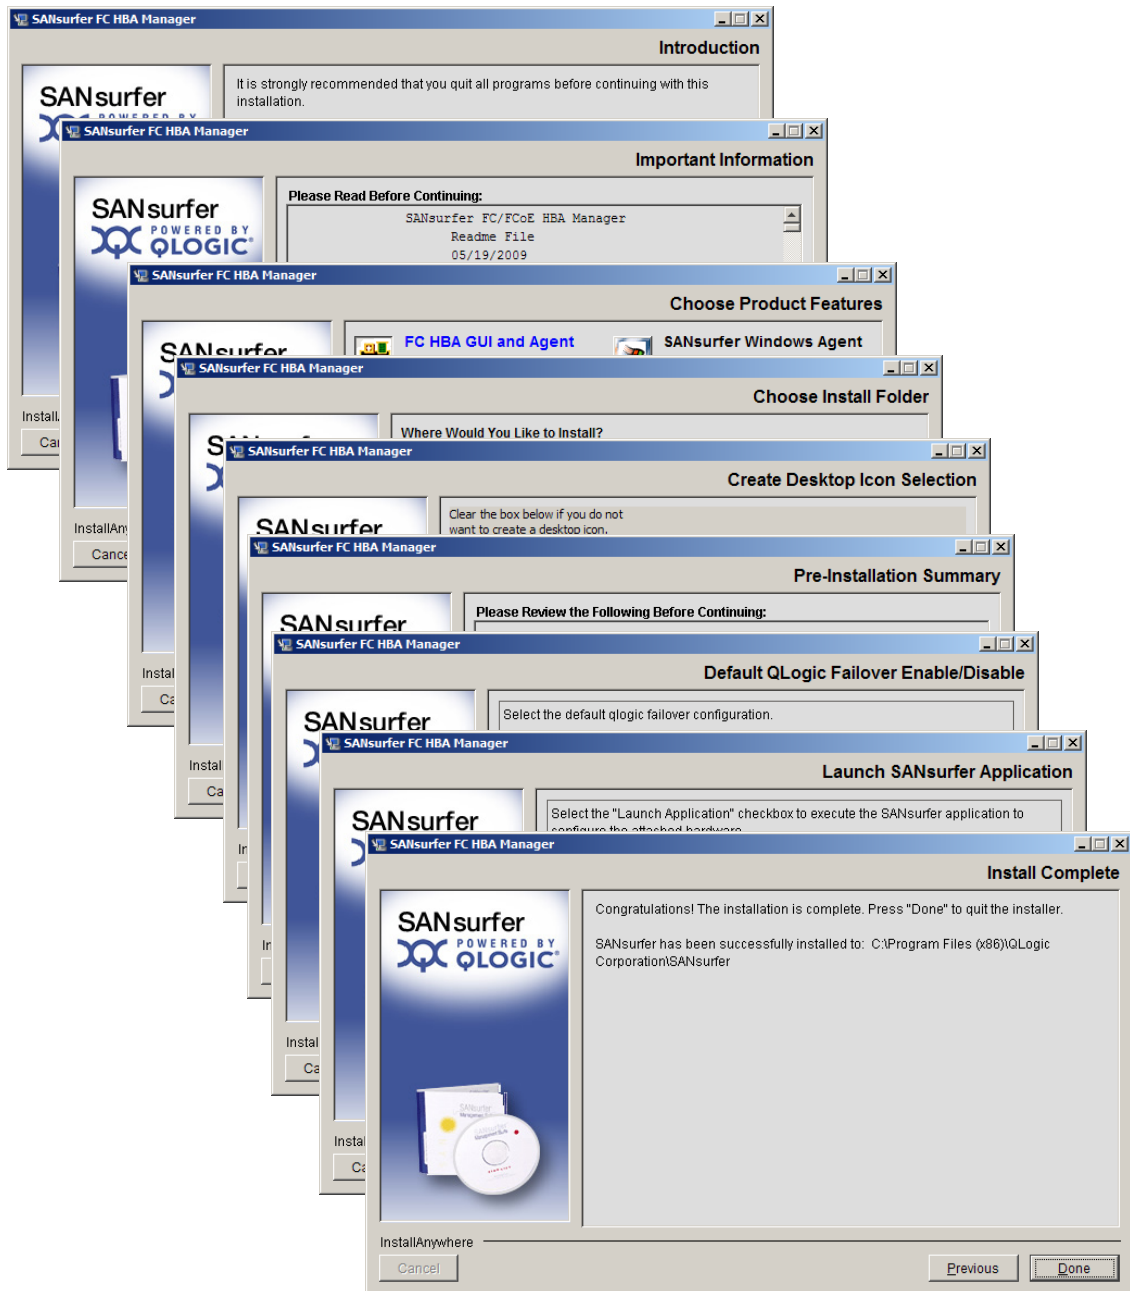 SANsurfer FC HBA Manager
Introduction
SANsurfer
POWERED BY
It is strongly recommended that you quit all programs before continuing with this
installation.
SANsurfer FC HBA Manager
Important Information
SANsurfer
POWERED BY
QLOGIC
Please Read Before Continuing:
SANsurfer FC/FCoE HBA Manager
Readme File
05/19/2009
SANsurfer FC HBA Manager
Choose Product Features
SANsurfer
FC HBA GUI and Agent
SANsurfer Windows Agent
SANsurfer FC HBA Manager
Choose Install Folder
Where Would You Like to Install?
SANsurfer FC HBA Manager
Create Desktop Icon Selection
SANsurfer
Clear the box below if you do not
want to create a desktop icon.
SANsurfer FC HBA Manager
Pre-Installation Summary
SANsurfer
Please Review the Following Before Continuing:
SANsurfer FC HBA Manager
Default QLogic Failover Enable/Disable
SANsurfer
Select the default qlogic failover configuration.
SANsurfer FC HBA Manager
Launch SANsurfer Application
SANsurfer
Select the "Launch Application" checkbox to execute the SANsurfer application to
configure the attached hardware.
SANsurfer FC HBA Manager
Install Complete
SANsurfer
POWERED BY
QLOGIC
Congratulations! The installation is complete. Press "Done" to quit the installer.
SANsurfer has been successfully installed to: C:\Program Files (x86)\QLogic
Corporation\SANsurfer
InstallAnywhere
Cancel
Previous
Done